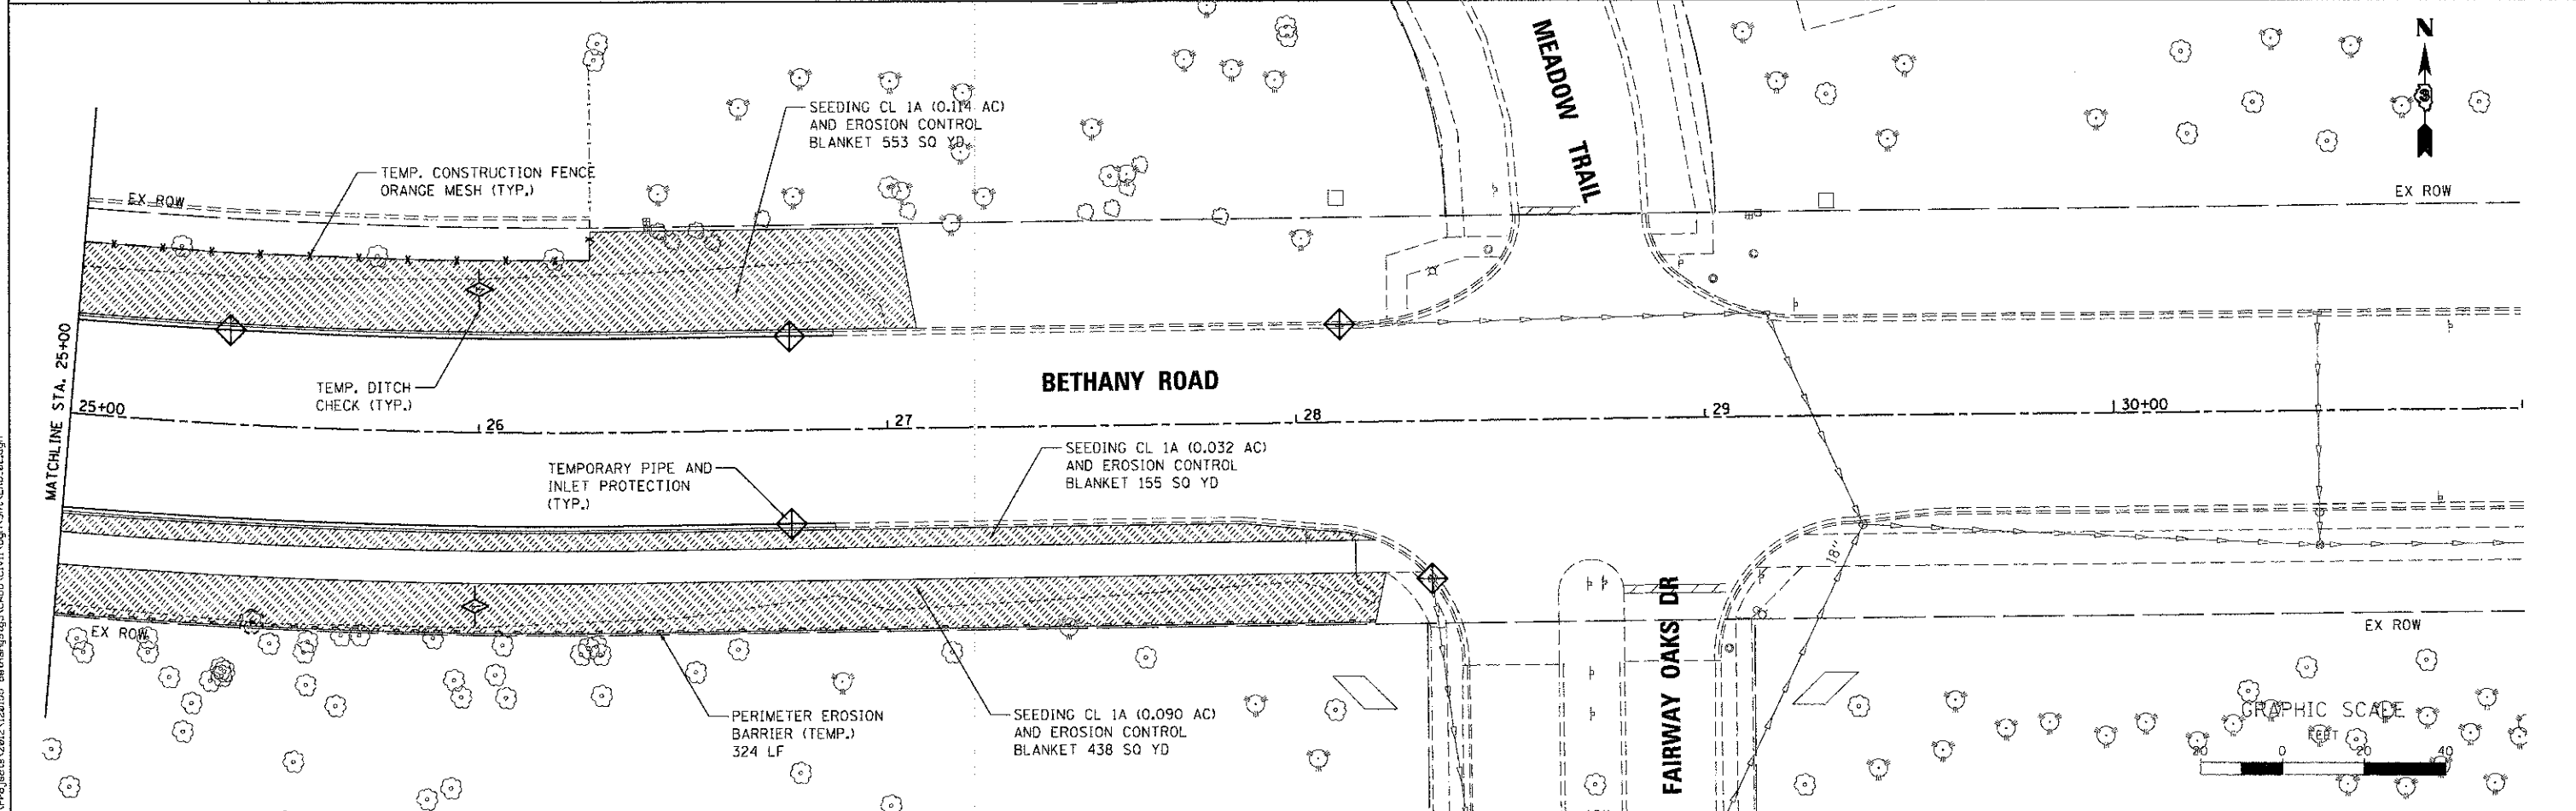 MEADOW TRAIL
N
SEEDING CL 1A (0.114 AC)
AND EROSION CONTROL
BLANKET 553 SQ YD
TEMP. CONSTRUCTION FENCE
ORANGE MESH (TYP.)
EX ROW
EX ROW
MATCHLINE STA. 25+00
TEMP. DITCH
CHECK (TYP.)
BETHANY ROAD
25+00
26
27
28
29
30+00
TEMPORARY PIPE AND
INLET PROTECTION
(TYP.)
SEEDING CL 1A (0.032 AC)
AND EROSION CONTROL
BLANKET 155 SQ YD
18"
EX ROW
EX ROW
FAIRWAY OAKS DR
PERIMETER EROSION
BARRIER (TEMP.)
324 LF
SEEDING CL 1A (0.090 AC)
AND EROSION CONTROL
BLANKET 438 SQ YD
GRAPHIC SCALE
FEET
20 0 20 40